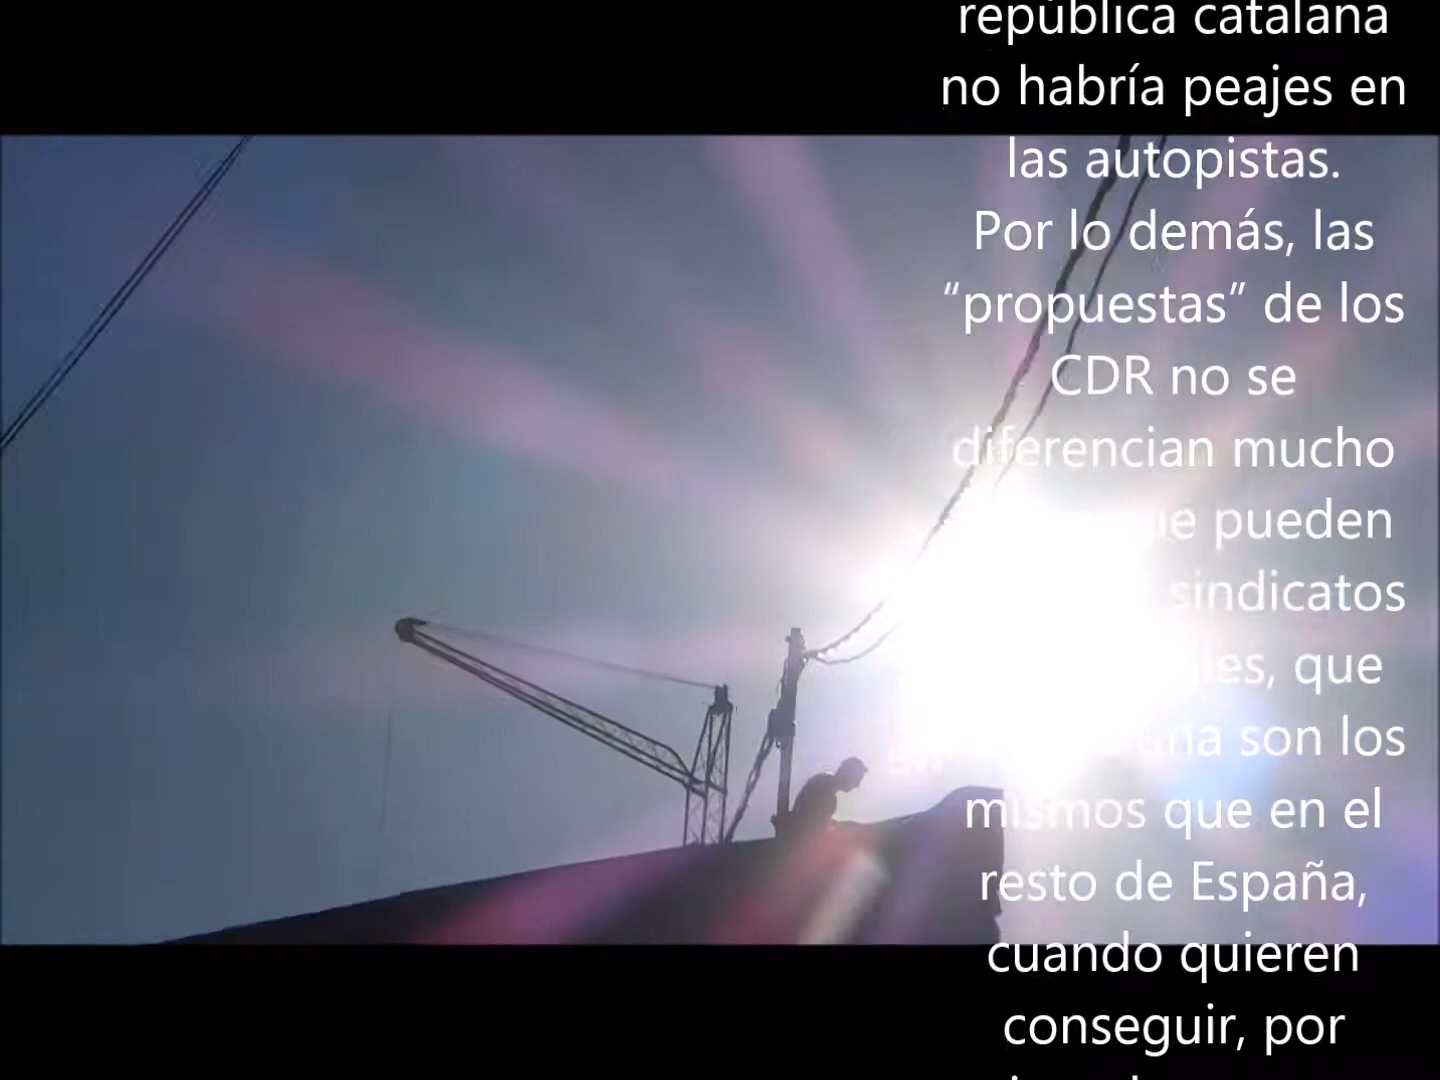 república catalana
no habría peajes en
las autopistas.
Por lo demás, las
“propuestas” de los
CDR no se
diferencian mucho
pueden
sindicatos
que
son los
mismos que en el
resto de España,
cuando quieren
conseguir, por